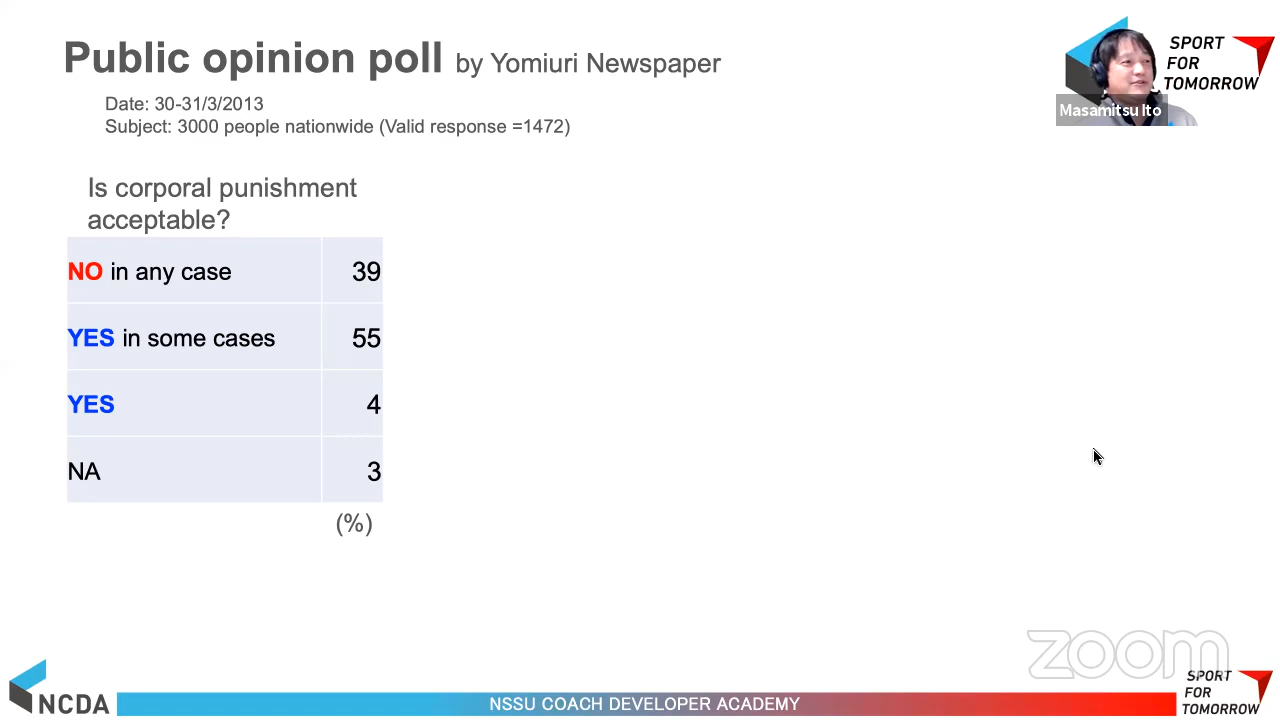 Public opinion poll by Yomiuri Newspaper
Date: 30-31/3/2013
Subject: 3000 people nationwide (Valid response =1472)
SPORT
FOR
TOMORROW
Masamitsu Ito
Is corporal punishment
acceptable?
NO in any case 39
YES in some cases 55
YES 4
NA 3
(%)
zoom
NCDA
NSSU COACH DEVELOPER ACADEMY
SPORT
FOR
TOMORROW